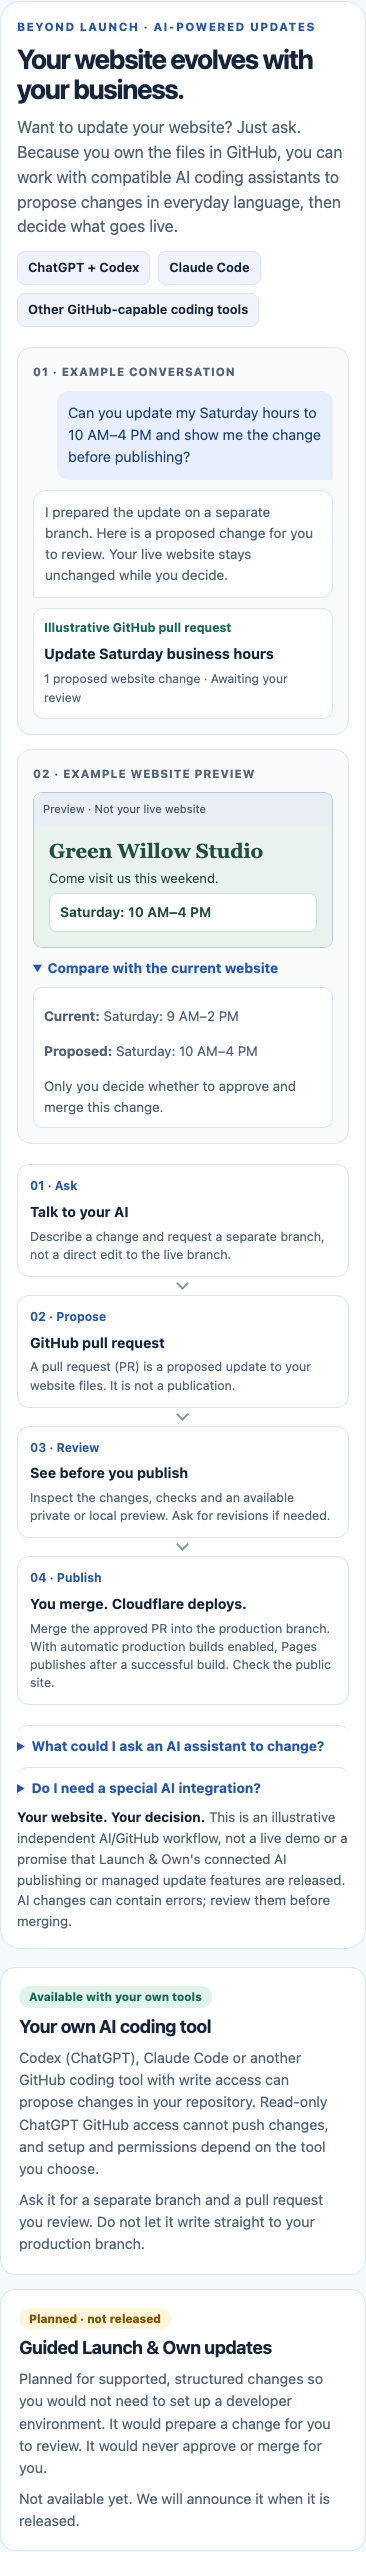 BEYOND LAUNCH · AI-POWERED UPDATES
Your website evolves with
your business.
Want to update your website? Just ask.
Because you own the files in GitHub, you can
work with compatible AI coding assistants to
propose changes in everyday language, then
decide what goes live.
ChatGPT + Codex
Claude Code
Other GitHub-capable coding tools
01 · EXAMPLE CONVERSATION
Can you update my Saturday hours to
10 AM–4 PM and show me the change
before publishing?
I prepared the update on a separate
branch. Here is a proposed change for you
to review. Your live website stays
unchanged while you decide.
Illustrative GitHub pull request
Update Saturday business hours
1 proposed website change · Awaiting your
review
02 · EXAMPLE WEBSITE PREVIEW
Preview · Not your live website
Green Willow Studio
Come visit us this weekend.
Saturday: 10 AM–4 PM
▼ Compare with the current website
Current: Saturday: 9 AM–2 PM
Proposed: Saturday: 10 AM–4 PM
Only you decide whether to approve and
merge this change.
01 · Ask
Talk to your AI
Describe a change and request a separate branch,
not a direct edit to the live branch.
02 · Propose
GitHub pull request
A pull request (PR) is a proposed update to your
website files. It is not a publication.
03 · Review
See before you publish
Inspect the changes, checks and an available
private or local preview. Ask for revisions if needed.
04 · Publish
You merge. Cloudflare deploys.
Merge the approved PR into the production branch.
With automatic production builds enabled, Pages
publishes after a successful build. Check the public
site.
▶ What could I ask an AI assistant to change?
▶ Do I need a special AI integration?
Your website. Your decision. This is an illustrative
independent AI/GitHub workflow, not a live demo or a
promise that Launch & Own's connected AI
publishing or managed update features are released.
AI changes can contain errors; review them before
merging.
Available with your own tools
Your own AI coding tool
Codex (ChatGPT), Claude Code or another
GitHub coding tool with write access can
propose changes in your repository. Read-only
ChatGPT GitHub access cannot push changes,
and setup and permissions depend on the tool
you choose.
Ask it for a separate branch and a pull request
you review. Do not let it write straight to your
production branch.
Planned · not released
Guided Launch & Own updates
Planned for supported, structured changes so
you would not need to set up a developer
environment. It would prepare a change for you
to review. It would never approve or merge for
you.
Not available yet. We will announce it when it is
released.